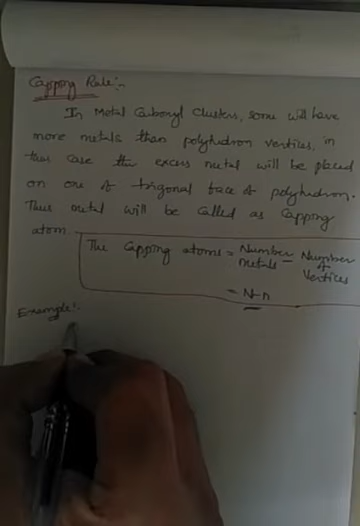 Capping Rule:-
In Metal Carbonyl Clusters, some will have
more metals than polyhedron vertices, in
this case the excess metal will be placed
on one of trigonal face of polyhedron.
Thus metal will be called as Capping
atom.
The Capping atoms = Number metals - Number of Vertices
= N-n
Example:-